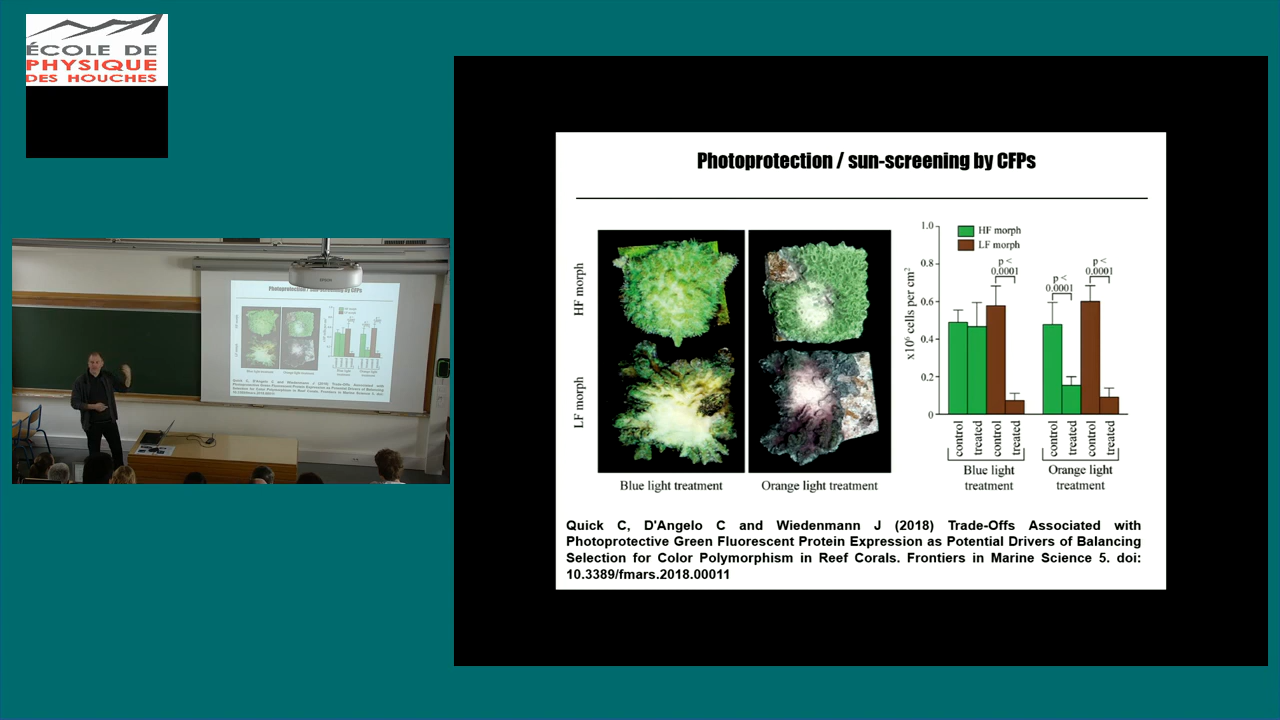 ÉCOLE DE
PHYSIQUE
DES HOUCHES
Photoprotection / sun-screening by CFPs
HF morph
LF morph
Blue light treatment
Orange light treatment
x10⁶ cells per cm²
1.0
0.8
0.6
0.4
0.2
0
HF morph
LF morph
p <
0,0001
p <
0,0001
p <
0,0001
control
treated
control
treated
control
treated
control
treated
Blue light
treatment
Orange light
treatment
Quick C, D'Angelo C and Wiedenmann J (2018) Trade-Offs Associated with
Photoprotective Green Fluorescent Protein Expression as Potential Drivers of Balancing
Selection for Color Polymorphism in Reef Corals. Frontiers in Marine Science 5. doi:
10.3389/fmars.2018.00011